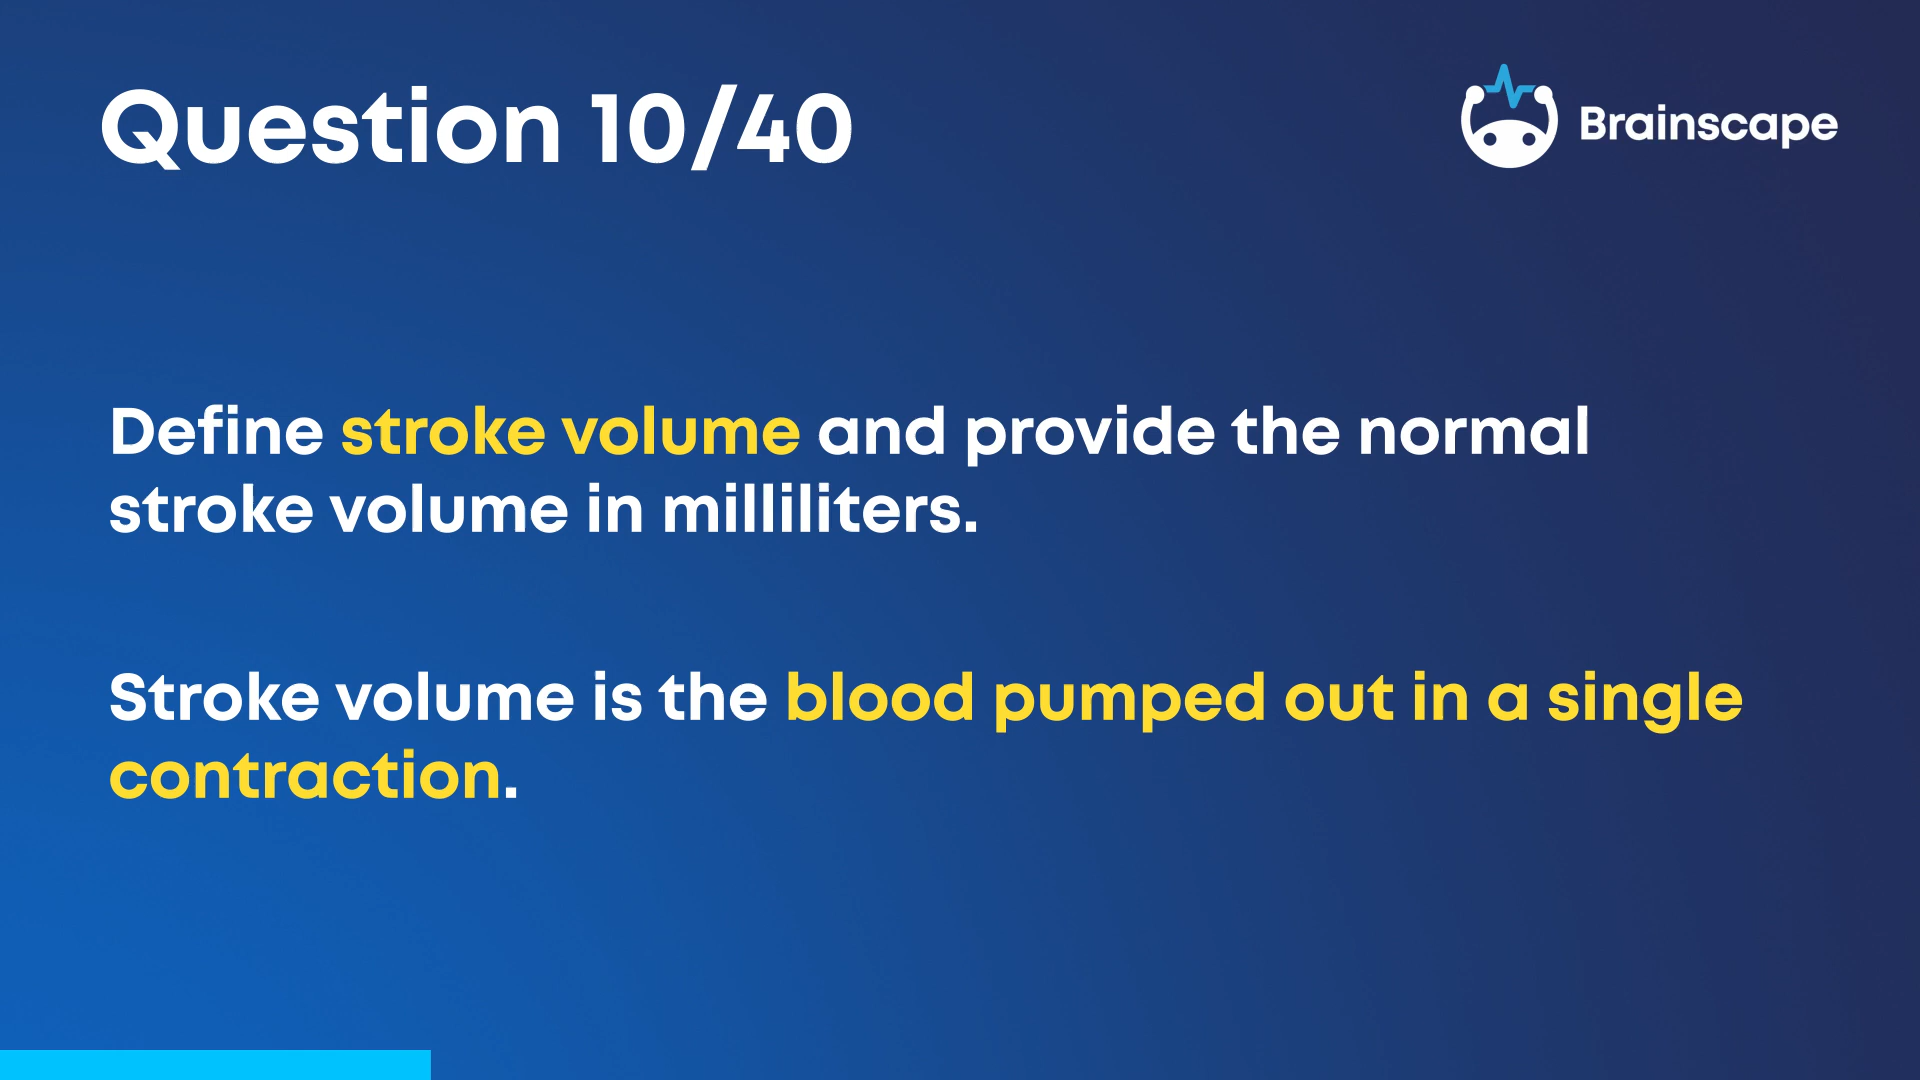 Question 10/40
Brainscape
Define stroke volume and provide the normal
stroke volume in milliliters.
Stroke volume is the blood pumped out in a single
contraction.